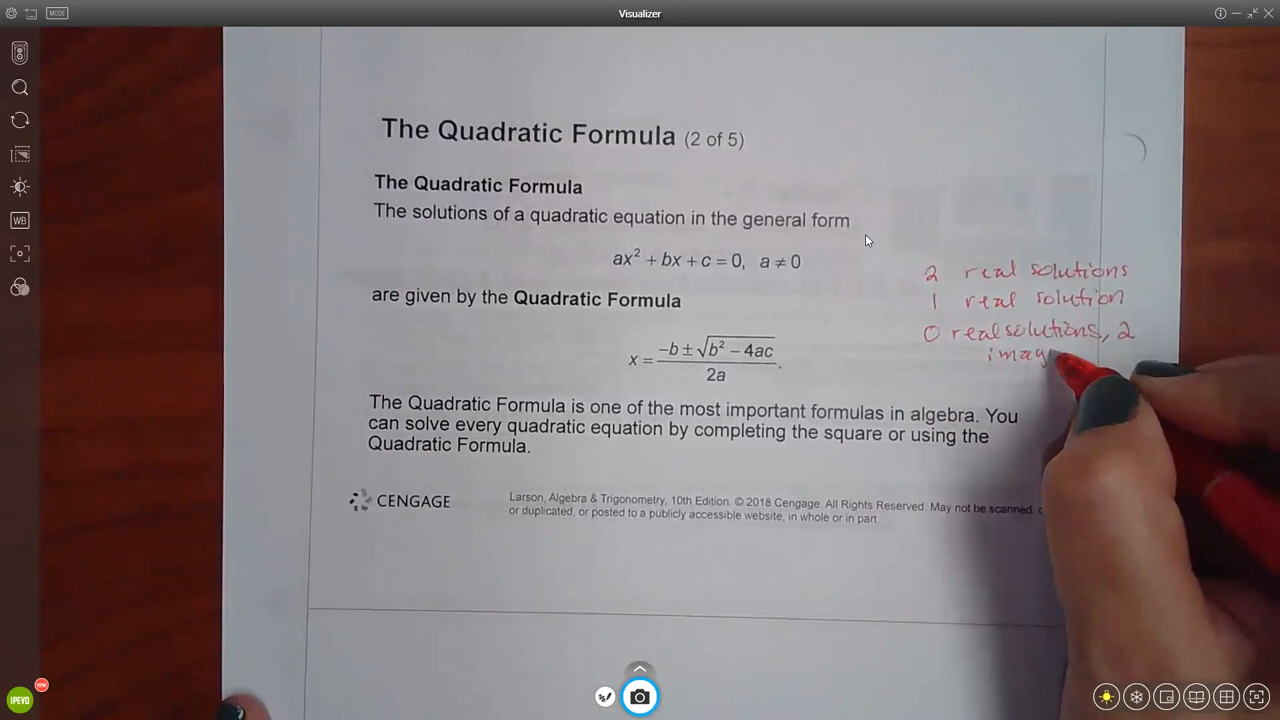 MODE
Visualizer
The Quadratic Formula (2 of 5)
The Quadratic Formula
The solutions of a quadratic equation in the general form
ax² + bx + c = 0, a ≠ 0
are given by the Quadratic Formula
x = (−b ± √(b² − 4ac)) / 2a.
The Quadratic Formula is one of the most important formulas in algebra. You
can solve every quadratic equation by completing the square or using the
Quadratic Formula.
2 real solutions
1 real solution
0 real solutions, 2
imag
CENGAGE
Larson, Algebra & Trigonometry, 10th Edition. © 2018 Cengage. All Rights Reserved. May not be scanned,
or duplicated, or posted to a publicly accessible website, in whole or in part.
WB
IPEVO
new